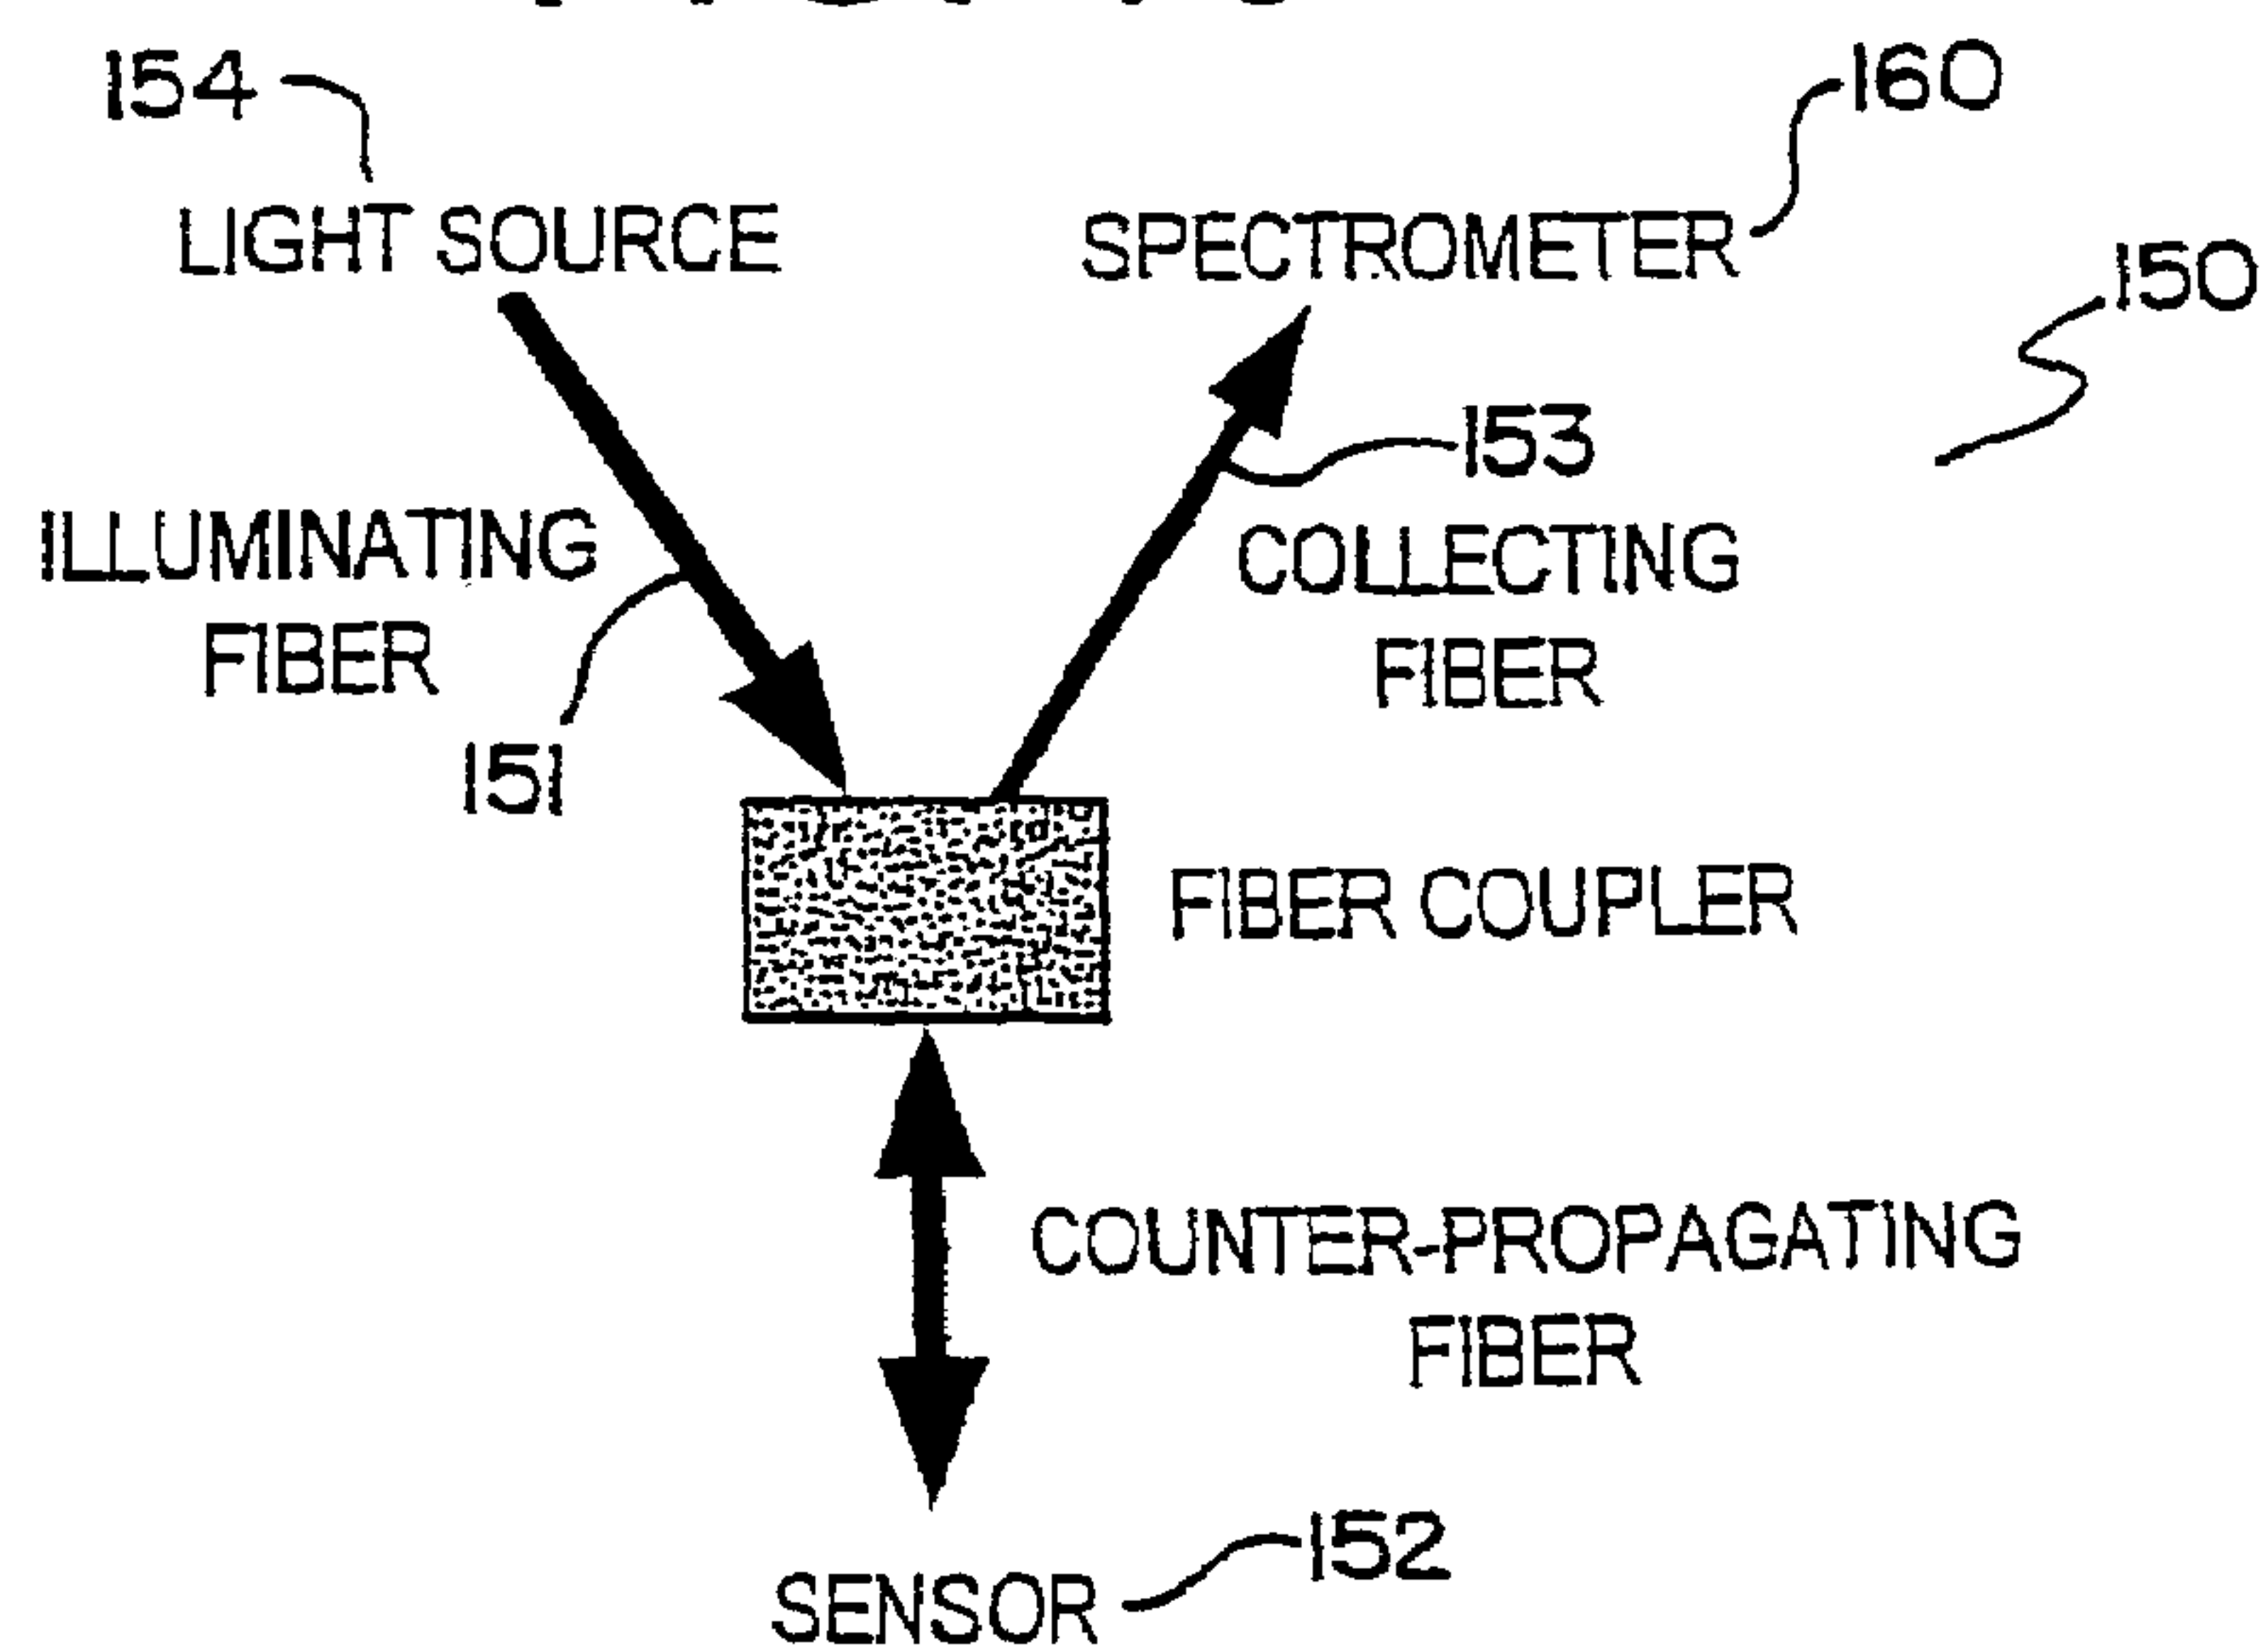 154
160
LIGHT SOURCE
SPECTROMETER
150
153
ILLUMINATING
FIBER
COLLECTING
FIBER
151
FIBER COUPLER
COUNTER-PROPAGATING
FIBER
152
SENSOR